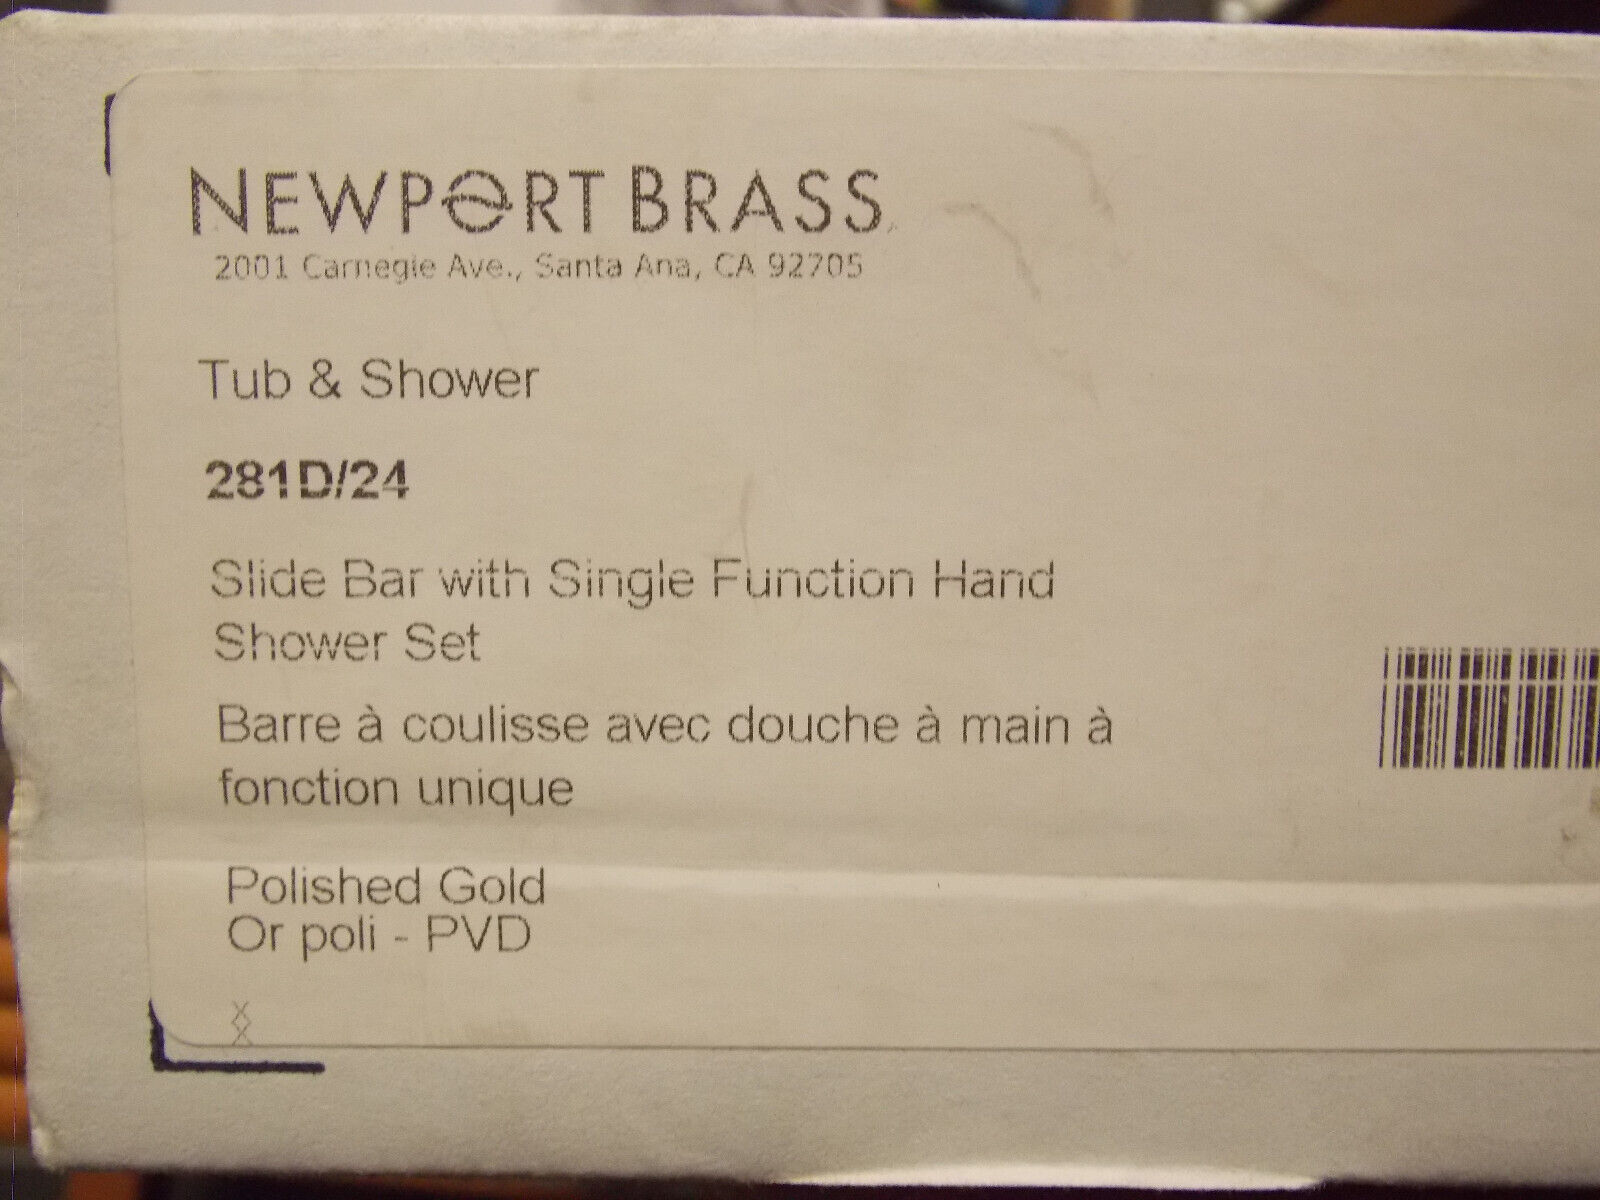 NEWPORT BRASS
2001 Carnegie Ave., Santa Ana, CA 92705
Tub & Shower
281D/24
Slide Bar with Single Function Hand
Shower Set
Barre à coulisse avec douche à main à
fonction unique
Polished Gold
Or poli - PVD
XX